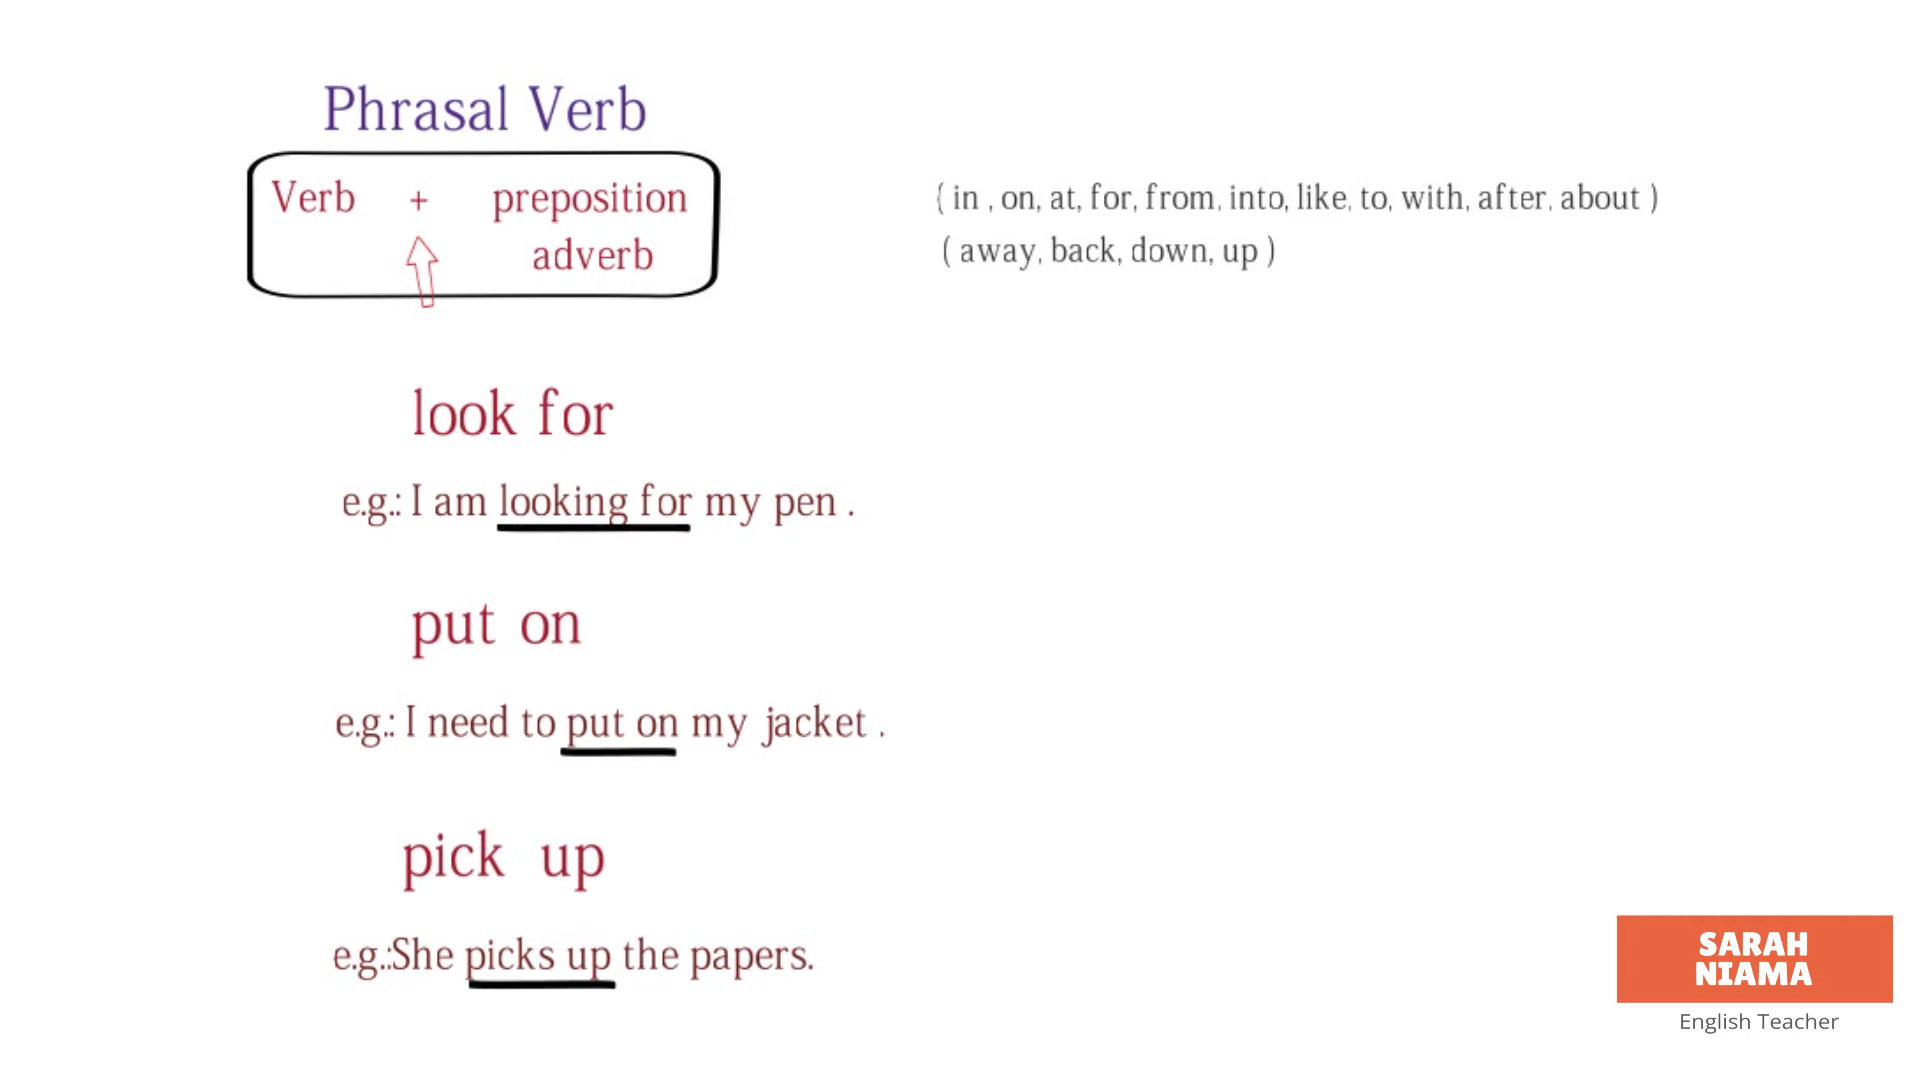 Phrasal Verb
Verb + preposition ( in , on, at, for, from, into, like, to, with, after, about )
adverb ( away, back, down, up )
look for
e.g.: I am looking for my pen .
put on
e.g.: I need to put on my jacket .
pick up
e.g.:She picks up the papers.
SARAH
NIAMA
English Teacher